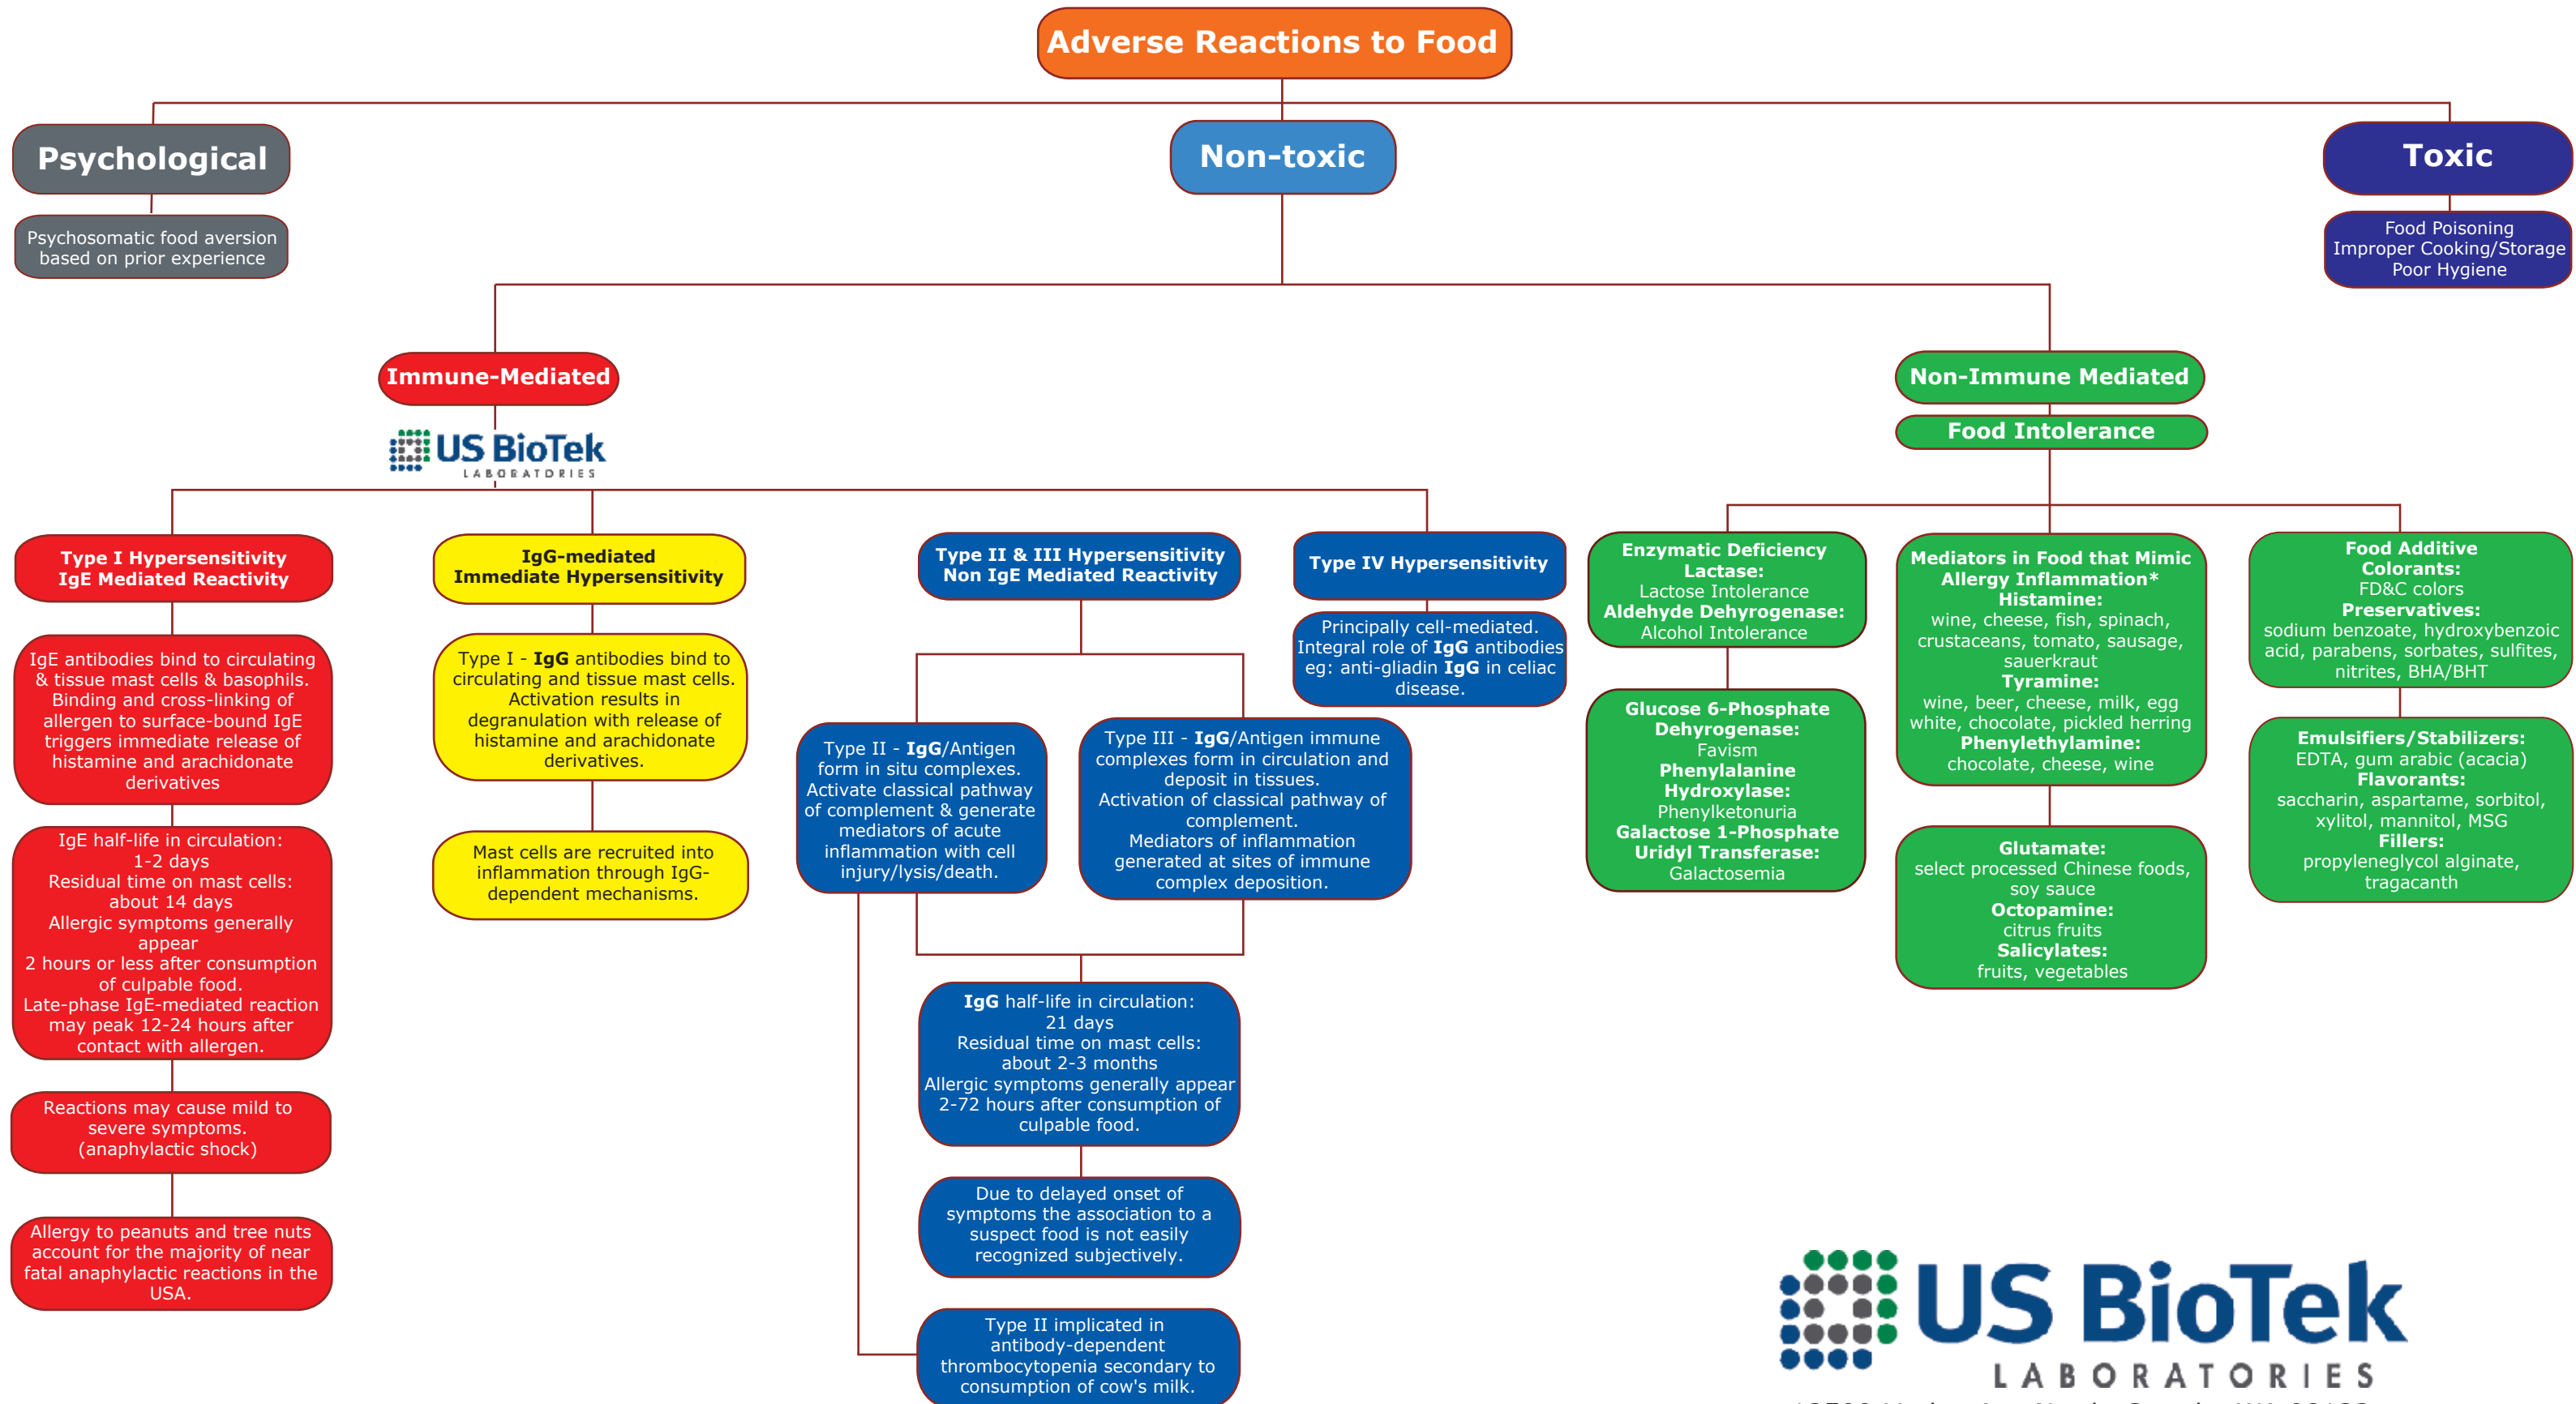 Adverse Reactions to Food
Psychological
Non-toxic
Toxic
Psychosomatic food aversion
based on prior experience
Food Poisoning
Improper Cooking/Storage
Poor Hygiene
Immune-Mediated
US BioTek
LABORATORIES
Non-Immune Mediated
Food Intolerance
Type I Hypersensitivity
IgE Mediated Reactivity
IgE antibodies bind to circulating
& tissue mast cells & basophils.
Binding and cross-linking of
allergen to surface-bound IgE
triggers immediate release of
histamine and arachidonate
derivatives
IgE half-life in circulation:
1-2 days
Residual time on mast cells:
about 14 days
Allergic symptoms generally
appear
2 hours or less after consumption
of culpable food.
Late-phase IgE-mediated reaction
may peak 12-24 hours after
contact with allergen.
Reactions may cause mild to
severe symptoms.
(anaphylactic shock)
Allergy to peanuts and tree nuts
account for the majority of near
fatal anaphylactic reactions in the
USA.
IgG-mediated
Immediate Hypersensitivity
Type I - IgG antibodies bind to
circulating and tissue mast cells.
Activation results in
degranulation with release of
histamine and arachidonate
derivatives.
Mast cells are recruited into
inflammation through IgG-
dependent mechanisms.
Type II & III Hypersensitivity
Non IgE Mediated Reactivity
Type II - IgG/Antigen
form in situ complexes.
Activate classical pathway
of complement & generate
mediators of acute
inflammation with cell
injury/lysis/death.
Type III - IgG/Antigen immune
complexes form in circulation and
deposit in tissues.
Activation of classical pathway of
complement.
Mediators of inflammation
generated at sites of immune
complex deposition.
IgG half-life in circulation:
21 days
Residual time on mast cells:
about 2-3 months
Allergic symptoms generally appear
2-72 hours after consumption of
culpable food.
Due to delayed onset of
symptoms the association to a
suspect food is not easily
recognized subjectively.
Type II implicated in
antibody-dependent
thrombocytopenia secondary to
consumption of cow's milk.
Type IV Hypersensitivity
Principally cell-mediated.
Integral role of IgG antibodies
eg: anti-gliadin IgG in celiac
disease.
Enzymatic Deficiency
Lactase:
Lactose Intolerance
Aldehyde Dehyrogenase:
Alcohol Intolerance
Glucose 6-Phosphate
Dehyrogenase:
Favism
Phenylalanine
Hydroxylase:
Phenylketonuria
Galactose 1-Phosphate
Uridyl Transferase:
Galactosemia
Mediators in Food that Mimic
Allergy Inflammation*
Histamine:
wine, cheese, fish, spinach,
crustaceans, tomato, sausage,
sauerkraut
Tyramine:
wine, beer, cheese, milk, egg
white, chocolate, pickled herring
Phenylethylamine:
chocolate, cheese, wine
Glutamate:
select processed Chinese foods,
soy sauce
Octopamine:
citrus fruits
Salicylates:
fruits, vegetables
Food Additive
Colorants:
FD&C colors
Preservatives:
sodium benzoate, hydroxybenzoic
acid, parabens, sorbates, sulfites,
nitrites, BHA/BHT
Emulsifiers/Stabilizers:
EDTA, gum arabic (acacia)
Flavorants:
saccharin, aspartame, sorbitol,
xylitol, mannitol, MSG
Fillers:
propyleneglycol alginate,
tragacanth
US BioTek
LABORATORIES